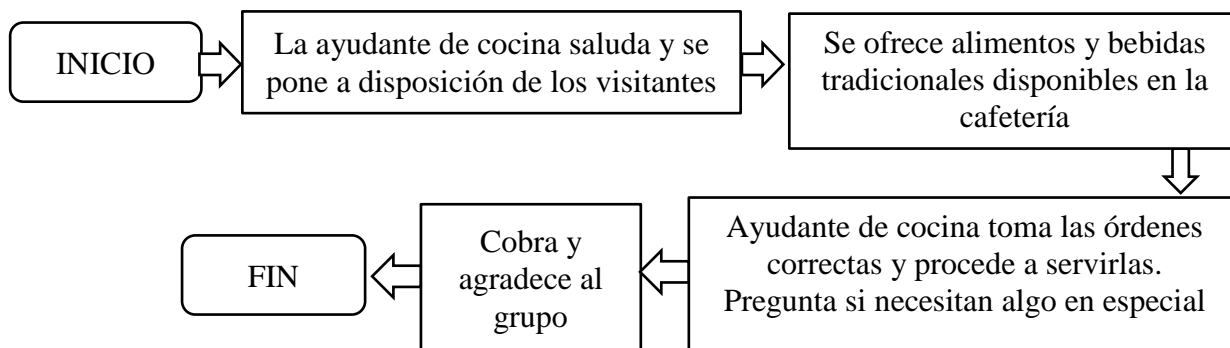 INICIO
La ayudante de cocina saluda y se
pone a disposición de los visitantes
Se ofrece alimentos y bebidas
tradicionales disponibles en la
cafetería
Ayudante de cocina toma las órdenes
correctas y procede a servirlas.
Pregunta si necesitan algo en especial
Cobra y
agradece al
grupo
FIN